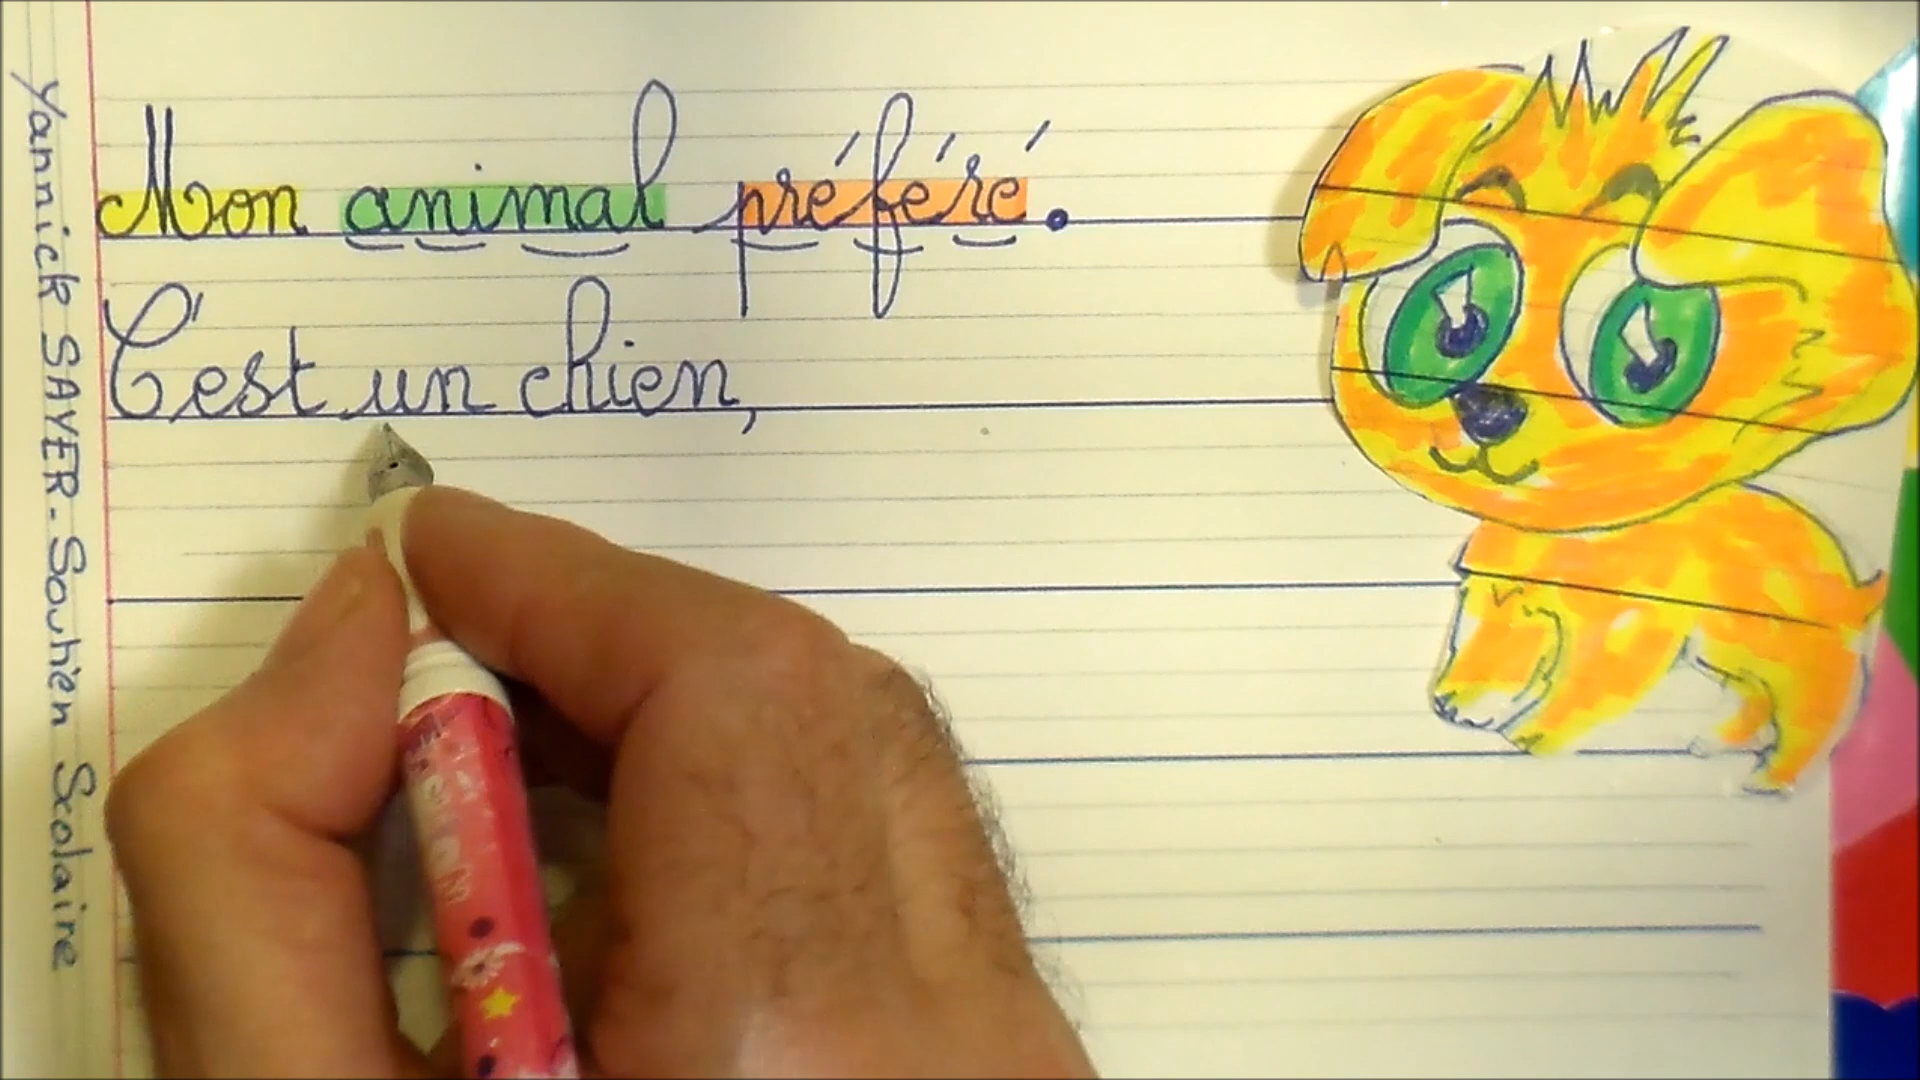 Mon animal préféré.
C'est un chien,
Yannick SAYER - Soutien Scolaire